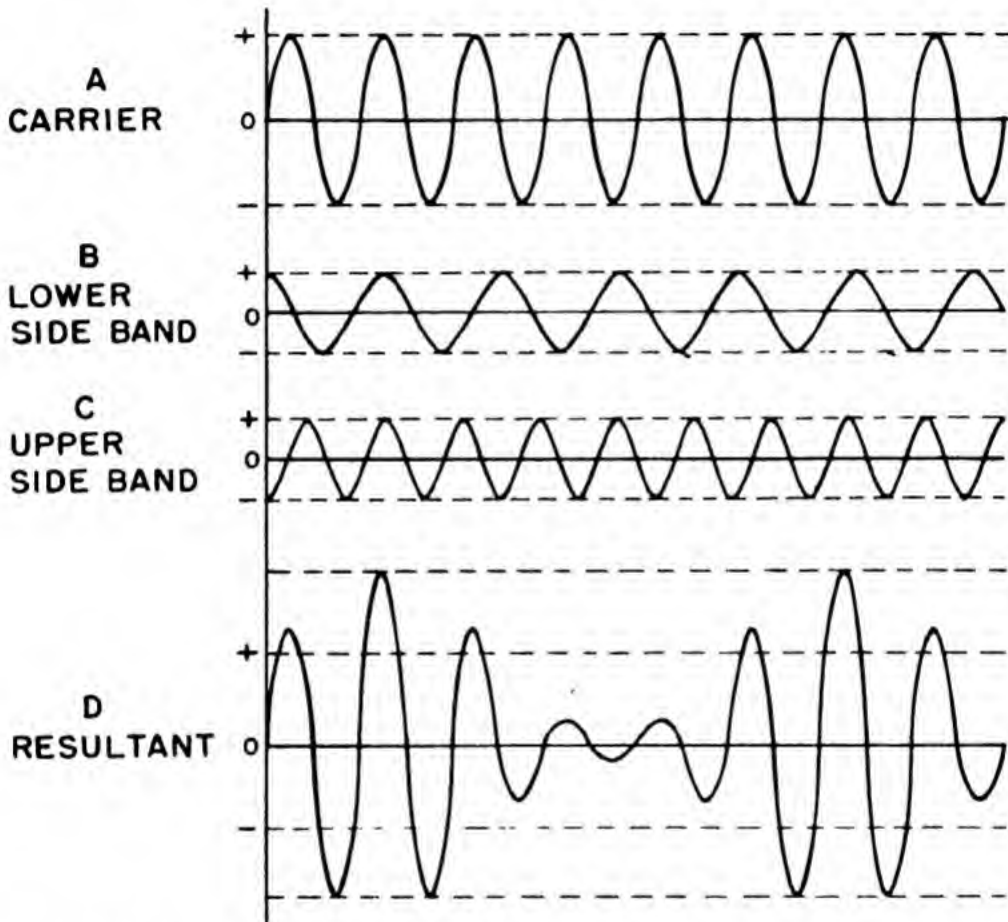 A
CARRIER
+
0
−
B
LOWER
SIDE BAND
+
0
−
C
UPPER
SIDE BAND
+
0
−
D
RESULTANT
+
0
−